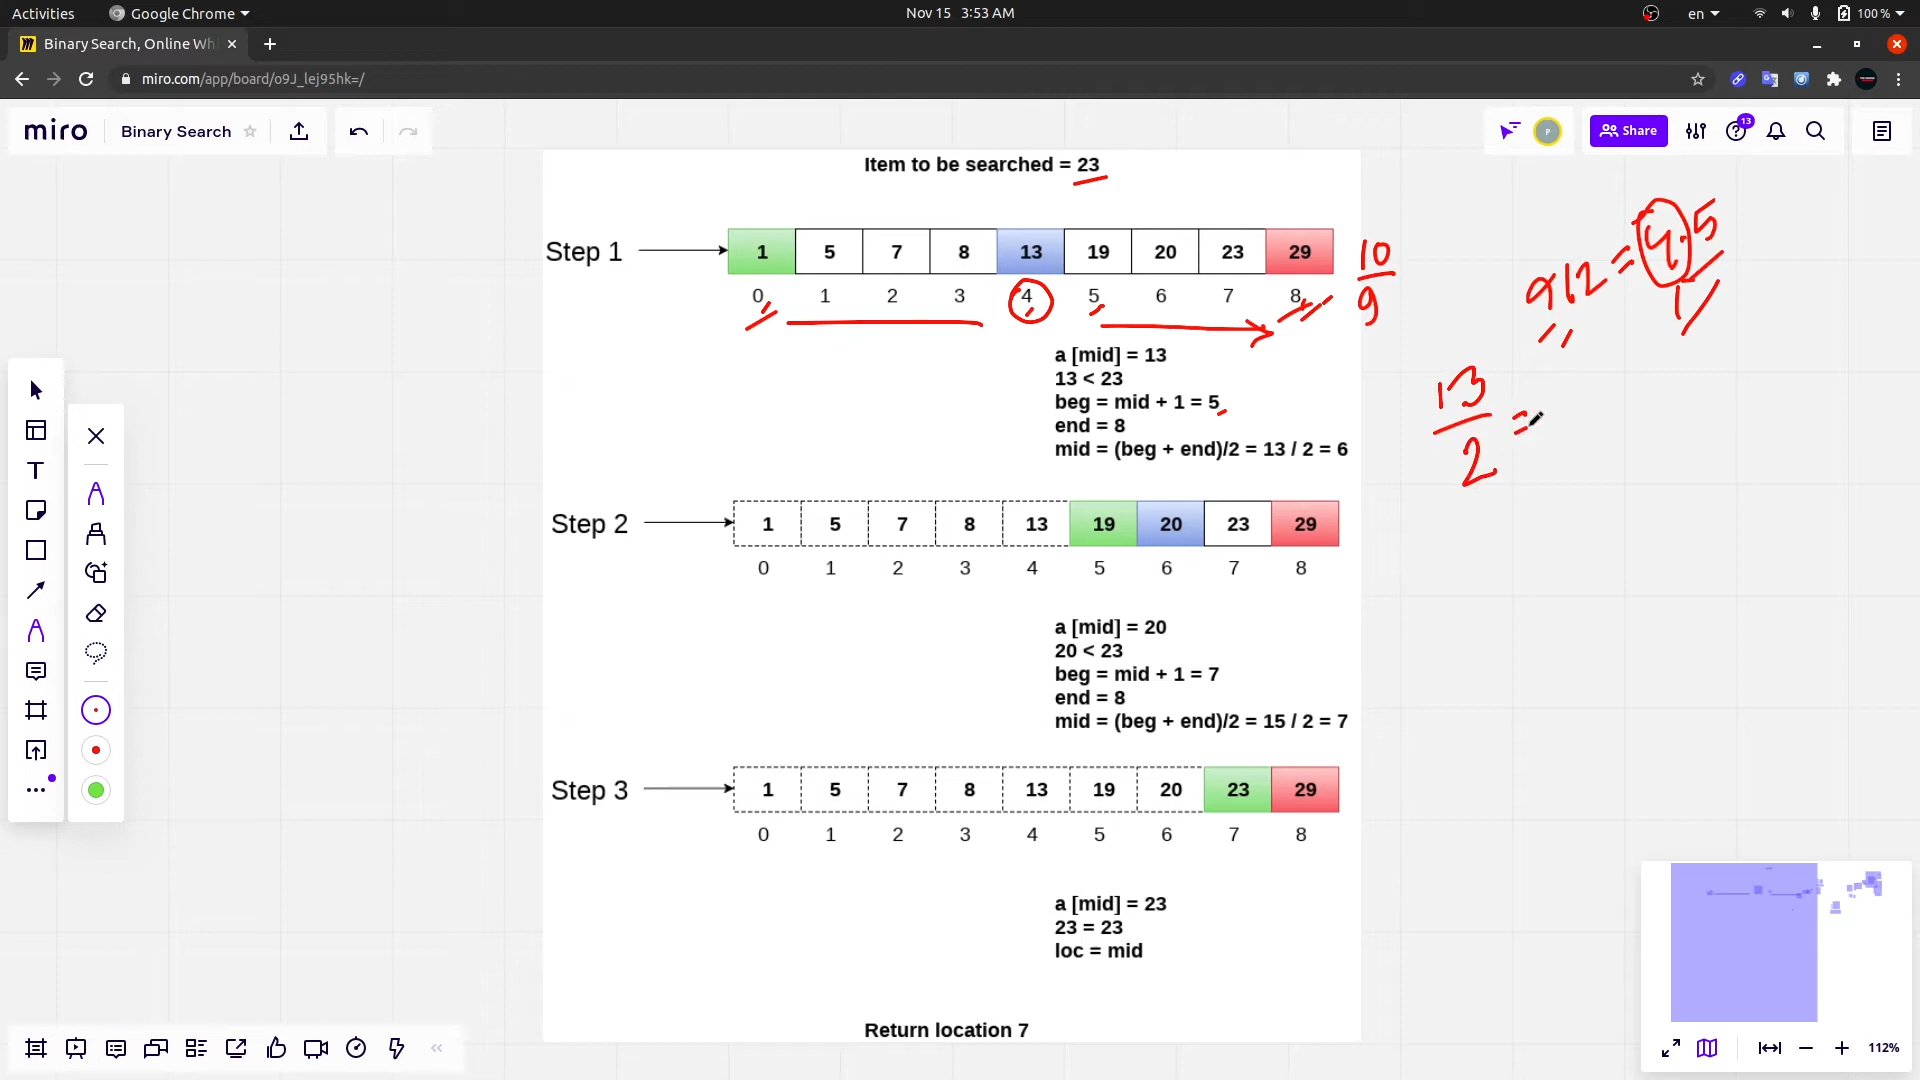 Activities Google Chrome Nov 15 3:53 AM en 100 %
Binary Search, Online Whi
miro.com/app/board/o9J_lej95hk=/
miro Binary Search P Share 13
Item to be searched = 23
Step 1 1 5 7 8 13 19 20 23 29
0 1 2 3 4 5 6 7 8
10
9
9/2 = 4.5
a [mid] = 13
13 < 23
beg = mid + 1 = 5
end = 8
mid = (beg + end)/2 = 13 / 2 = 6
13
2 =
Step 2 1 5 7 8 13 19 20 23 29
0 1 2 3 4 5 6 7 8
a [mid] = 20
20 < 23
beg = mid + 1 = 7
end = 8
mid = (beg + end)/2 = 15 / 2 = 7
Step 3 1 5 7 8 13 19 20 23 29
0 1 2 3 4 5 6 7 8
a [mid] = 23
23 = 23
loc = mid
Return location 7
112%